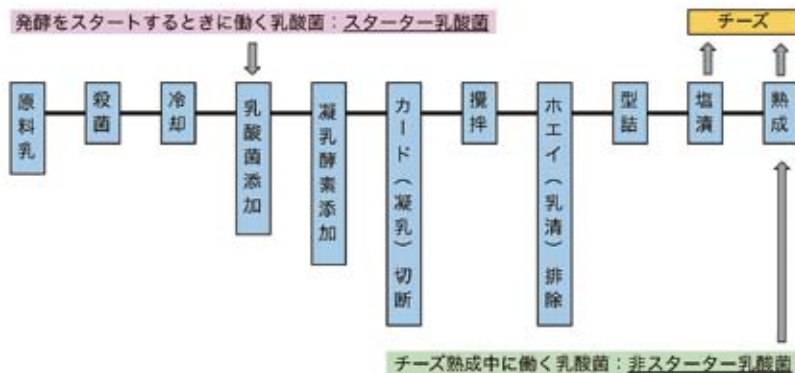 発酵をスタートするときに働く乳酸菌：スターター乳酸菌
チーズ
原料乳
殺菌
冷却
乳酸菌添加
凝乳酵素添加
カード（凝乳）切断
攪拌
ホエイ（乳清）排除
型詰
塩漬
熟成
チーズ熟成中に働く乳酸菌：非スターター乳酸菌